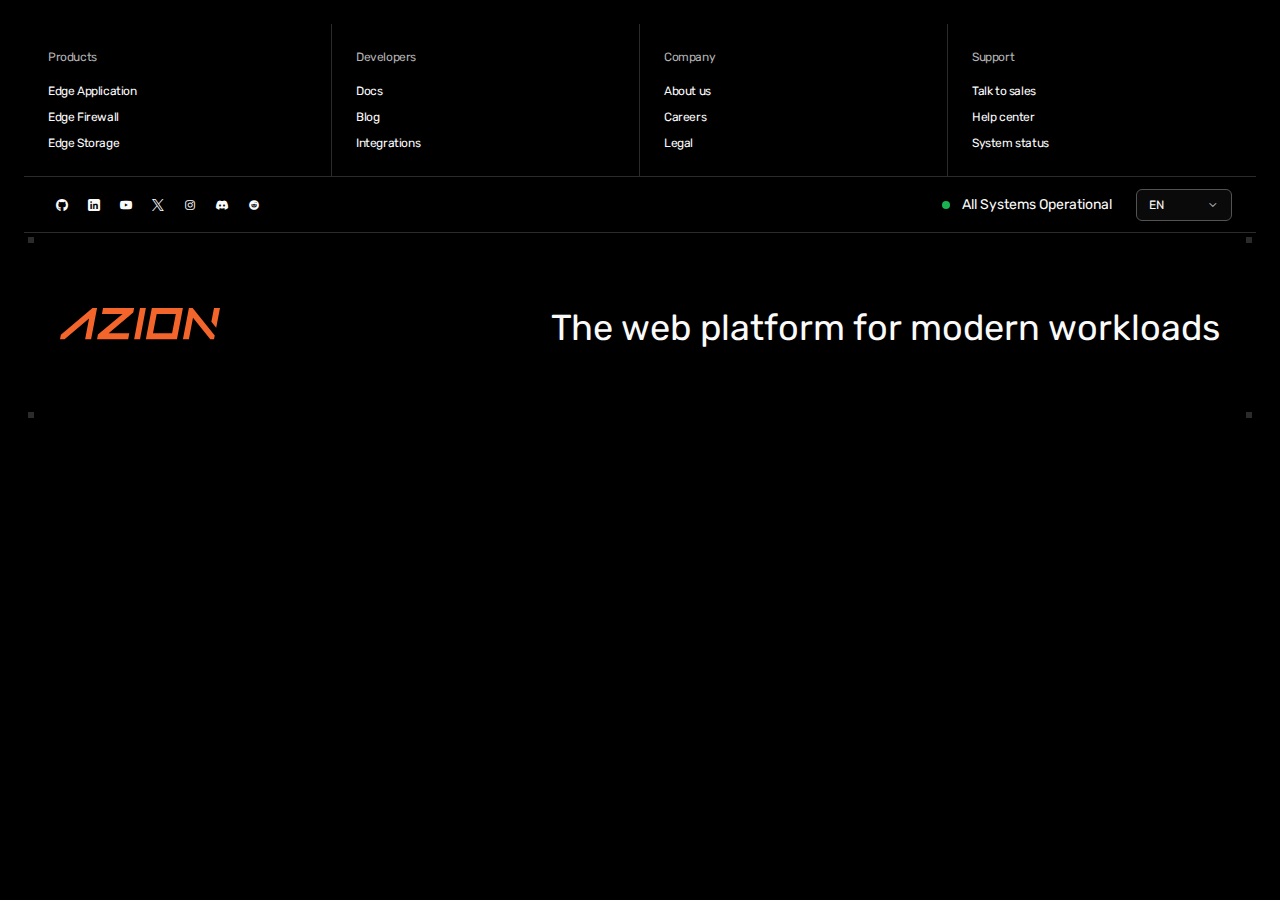 Products
Edge Application
Edge Firewall
Edge Storage
Developers
Docs
Blog
Integrations
Company
About us
Careers
Legal
Support
Talk to sales
Help center
System status
All Systems Operational
EN
AZION
The web platform for modern workloads